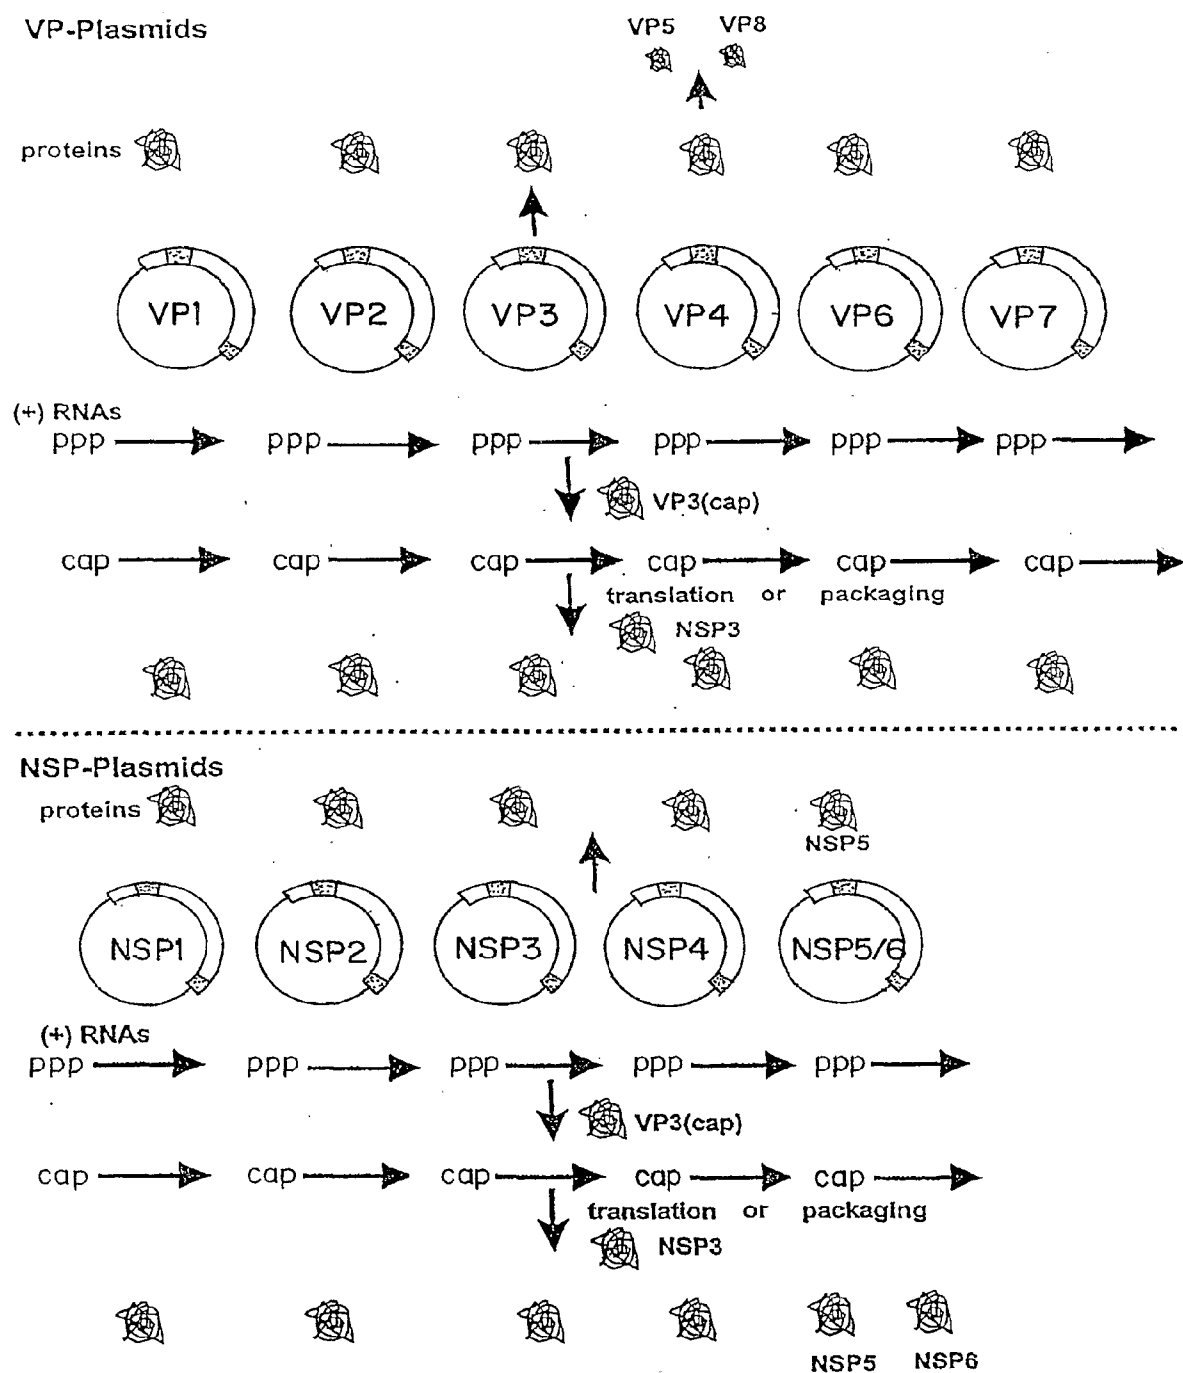 VP-Plasmids
VP5 VP8
proteins
VP1 VP2 VP3 VP4 VP6 VP7
(+) RNAs
ppp ppp ppp ppp ppp ppp
VP3(cap)
cap cap cap cap cap cap
translation or packaging
NSP3
NSP-Plasmids
proteins
NSP5
NSP1 NSP2 NSP3 NSP4 NSP5/6
(+) RNAs
ppp ppp ppp ppp ppp
VP3(cap)
cap cap cap cap cap
translation or packaging
NSP3
NSP5 NSP6